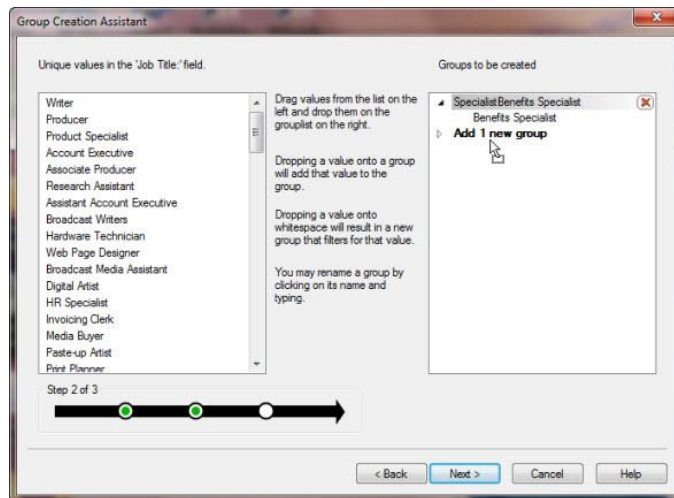 Group Creation Assistant
Unique values in the 'Job Title:' field.
Groups to be created
Writer
Producer
Product Specialist
Account Executive
Associate Producer
Research Assistant
Assistant Account Executive
Broadcast Writers
Hardware Technician
Web Page Designer
Broadcast Media Assistant
Digital Artist
HR Specialist
Invoicing Clerk
Media Buyer
Paste-up Artist
Print Planner
Drag values from the list on the
left and drop them on the
grouplist on the right.
Dropping a value onto a group
will add that value to the
group.
Dropping a value onto
whitespace will result in a new
group that filters for that value.
You may rename a group by
clicking on its name and
typing.
SpecialistBenefits Specialist
Benefits Specialist
Add 1 new group
Step 2 of 3
< Back
Next >
Cancel
Help